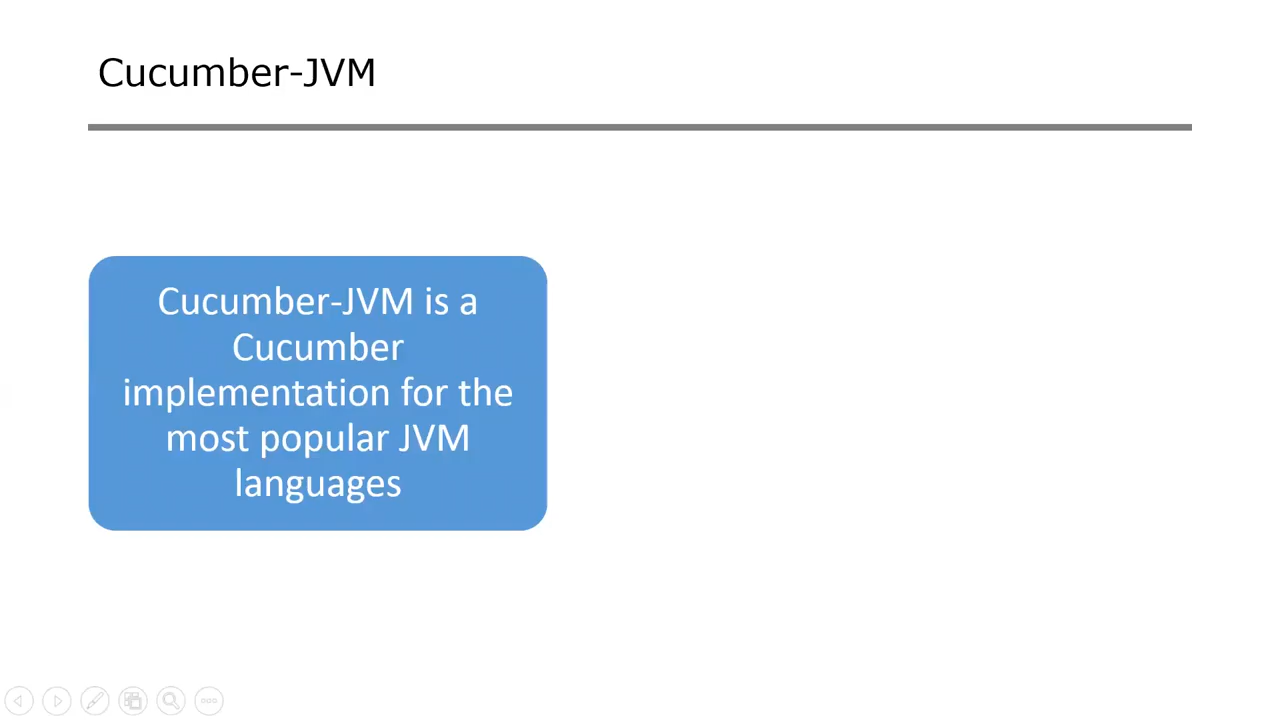 Cucumber-JVM
Cucumber-JVM is a
Cucumber
implementation for the
most popular JVM
languages